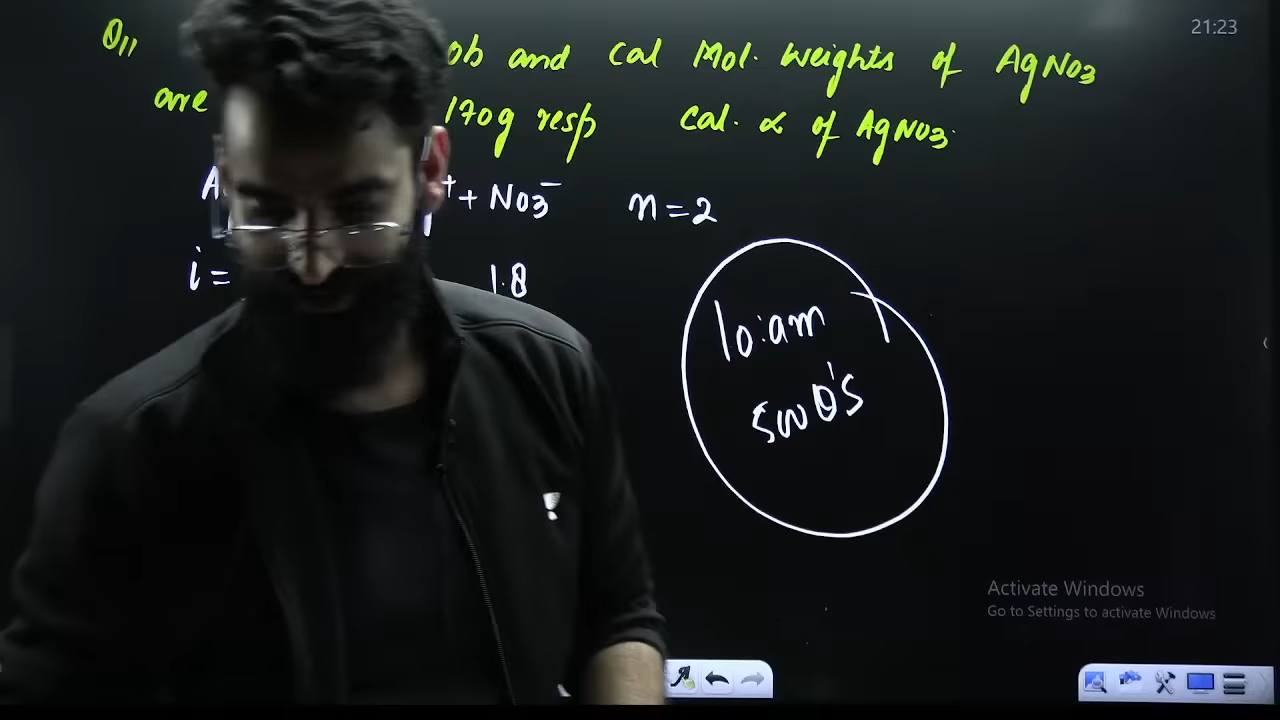 21:23
Q11 ob and Cal Mol. Weights of AgNO3
are 170g resp Cal. α of AgNO3.
A + + NO3⁻ n=2
i = 1.8
10:am
500 Q's
Activate Windows
Go to Settings to activate Windows